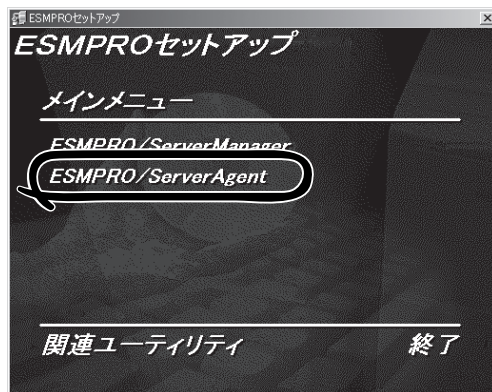 ESMPROセットアップ
ESMPROセットアップ
メインメニュー
ESMPRO/ServerManager
ESMPRO/ServerAgent
関連ユーティリティ 終了